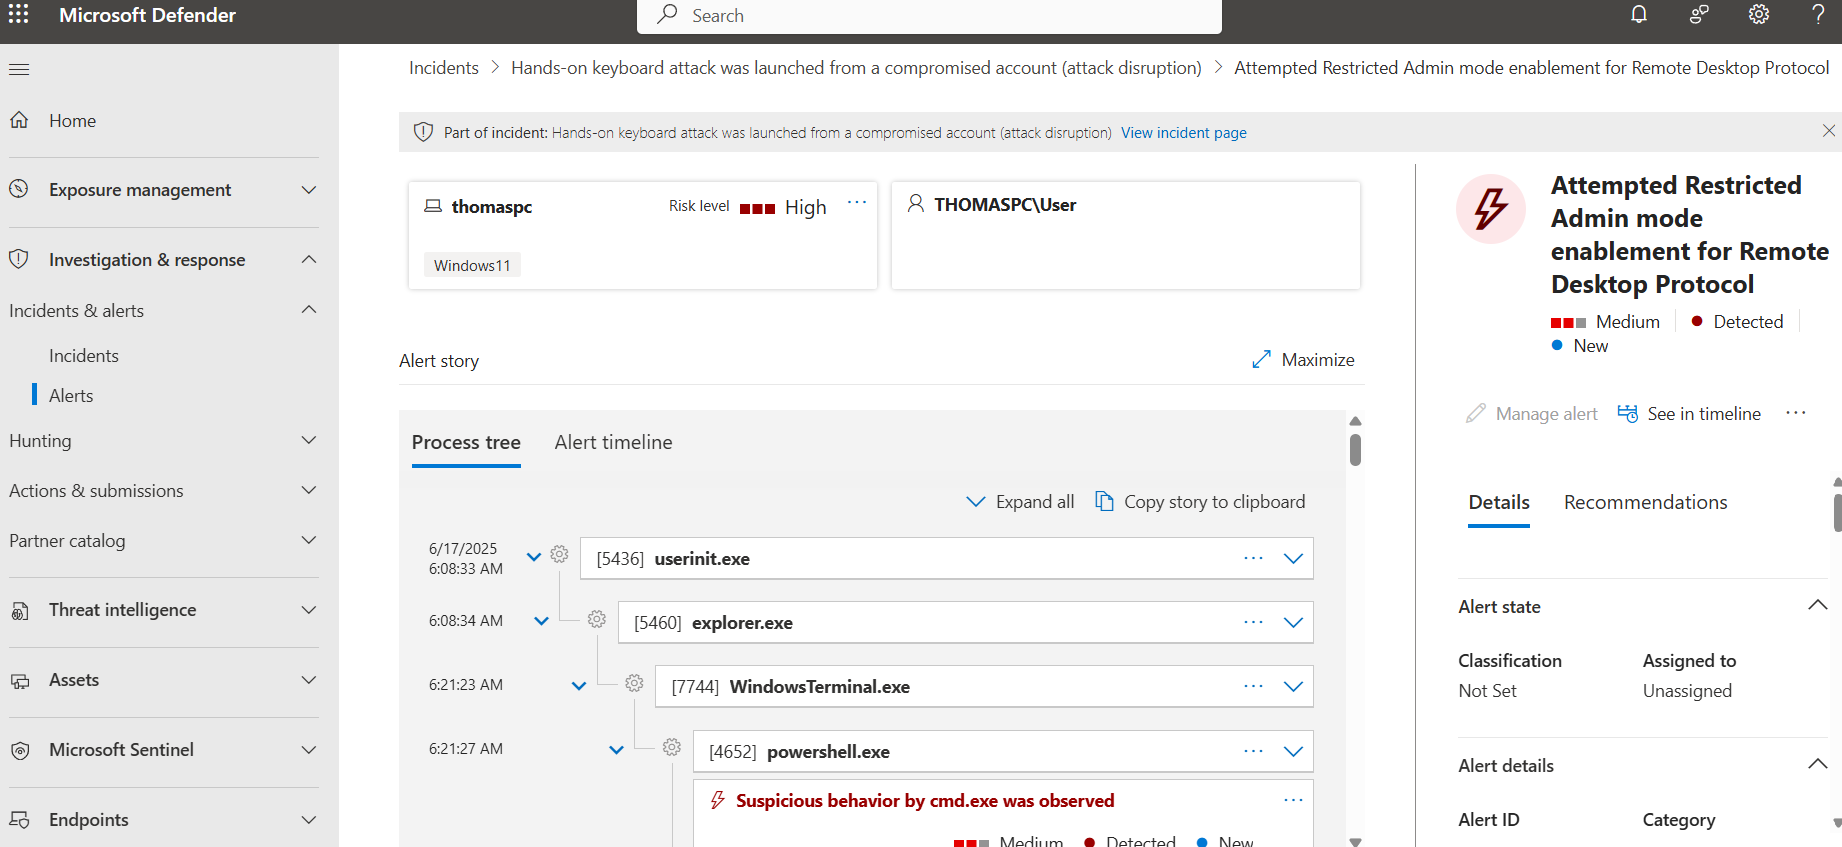 Microsoft Defender
Search
Incidents > Hands-on keyboard attack was launched from a compromised account (attack disruption) > Attempted Restricted Admin mode enablement for Remote Desktop Protocol
Home
Exposure management
Investigation & response
Incidents & alerts
Incidents
Alerts
Hunting
Actions & submissions
Partner catalog
Threat intelligence
Assets
Microsoft Sentinel
Endpoints
Part of incident: Hands-on keyboard attack was launched from a compromised account (attack disruption) View incident page
thomaspc
Risk level High ...
Windows11
THOMASPC\User
Alert story
Maximize
Process tree
Alert timeline
Expand all
Copy story to clipboard
6/17/2025
6:08:33 AM
[5436] userinit.exe ...
6:08:34 AM
[5460] explorer.exe ...
6:21:23 AM
[7744] WindowsTerminal.exe ...
6:21:27 AM
[4652] powershell.exe ...
Suspicious behavior by cmd.exe was observed ...
Medium Detected New
Attempted Restricted
Admin mode
enablement for Remote
Desktop Protocol
Medium Detected
New
Manage alert
See in timeline ...
Details
Recommendations
Alert state
Classification
Not Set
Assigned to
Unassigned
Alert details
Alert ID
Category